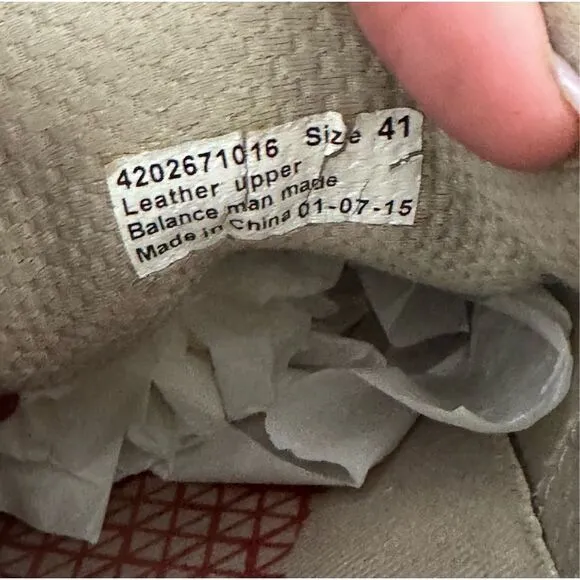 4202671016 Size 41
Leather upper
Balance man made
Made in China 01-07-15